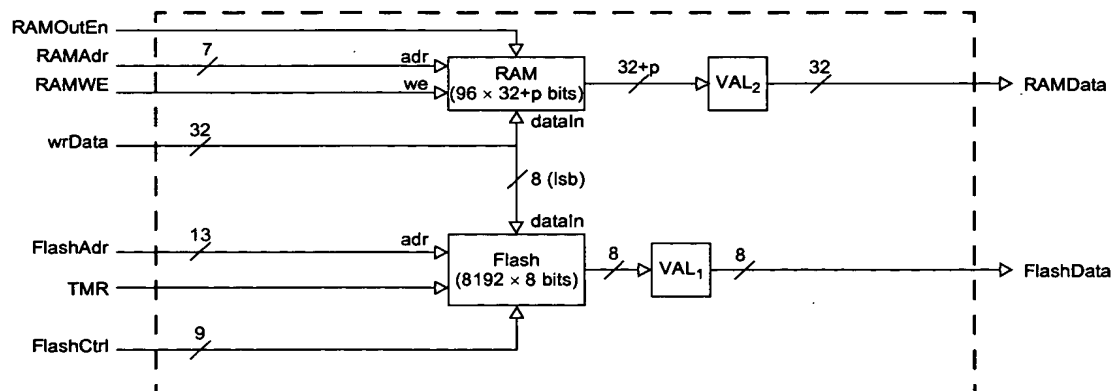 RAMOutEn
RAMAdr
7
adr
RAMWE
we
RAM
(96 × 32+p bits)
32+p
VAL2
32
RAMData
dataIn
wrData
32
8 (lsb)
dataIn
FlashAdr
13
adr
Flash
(8192 × 8 bits)
8
VAL1
8
FlashData
TMR
FlashCtrl
9